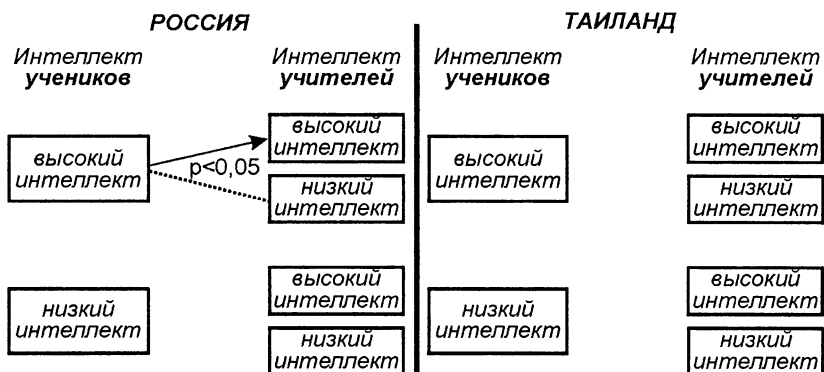 РОССИЯ
Интеллект
учеников
Интеллект
учителей
высокий
интеллект
p<0,05
высокий
интеллект
низкий
интеллект
низкий
интеллект
высокий
интеллект
низкий
интеллект
ТАИЛАНД
Интеллект
учеников
Интеллект
учителей
высокий
интеллект
высокий
интеллект
низкий
интеллект
низкий
интеллект
высокий
интеллект
низкий
интеллект